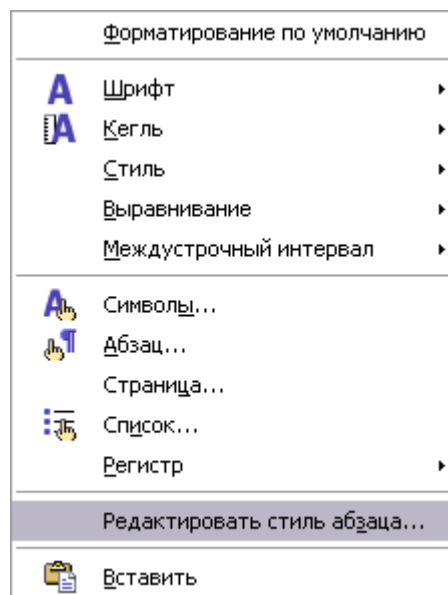 Форматирование по умолчанию
Шрифт
Кегль
Стиль
Выравнивание
Междустрочный интервал
Символы...
Абзац...
Страница...
Список...
Регистр
Редактировать стиль абзаца...
Вставить